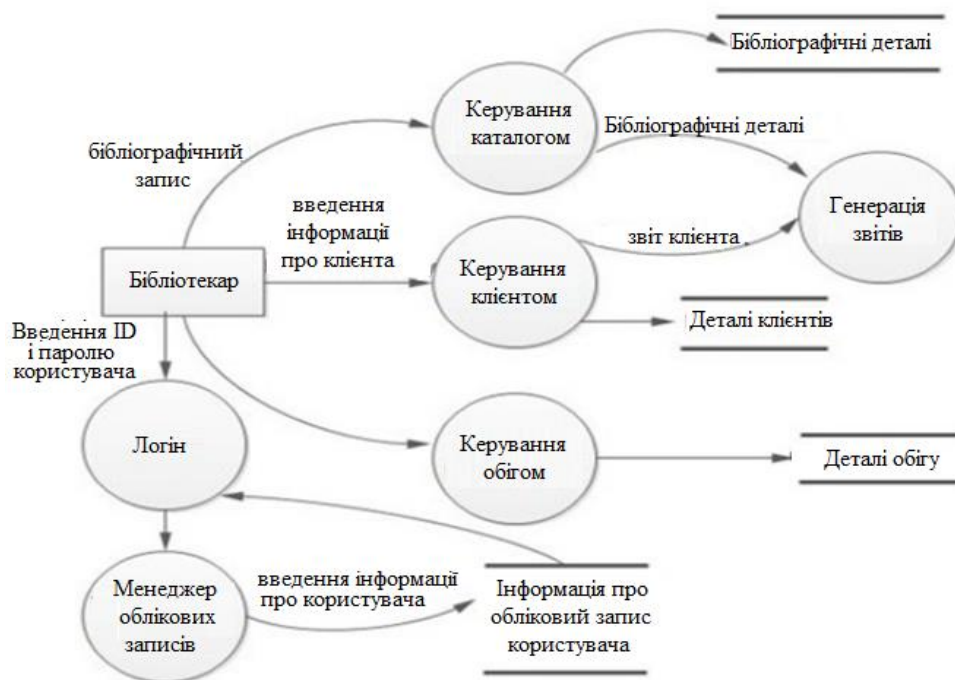 Бібліографічні деталі
Керування
каталогом
Бібліографічні деталі
бібліографічний
запис
Генерація
звітів
введення
інформації
про клієнта
звіт клієнта
Бібліотекар
Керування
клієнтом
Деталі клієнтів
Введення ID
і паролю
користувача
Логін
Керування
обігом
Деталі обігу
Менеджер
облікових
записів
введення інформації
про користувача
Інформація про
обліковий запис
користувача